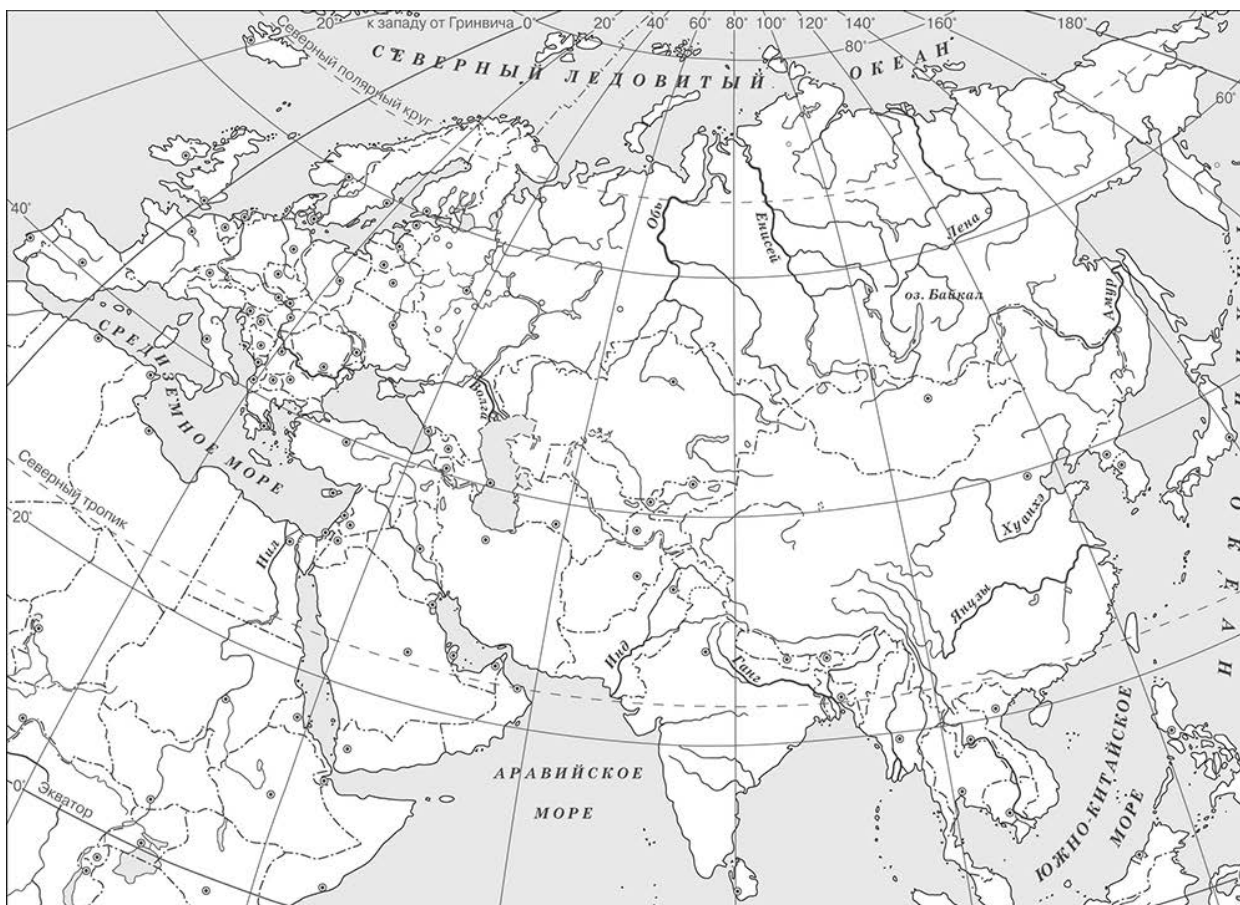 20° к западу от Гринвича 0° 20° 40° 60° 80° 100° 120° 140° 160° 180°
80°
60°
СЕВЕРНЫЙ ЛЕДОВИТЫЙ ОКЕАН
Северный полярный круг
40°
Обь
Енисей
Лена
оз. Байкал
Амур
СРЕДИЗЕМНОЕ МОРЕ
Волга
Северный тропик
20°
Нил
Хуанхэ
Янцзы
Инд
Ганг
ОКЕАН
АРАВИЙСКОЕ
МОРЕ
ЮЖНО-КИТАЙСКОЕ
МОРЕ
0°
Экватор